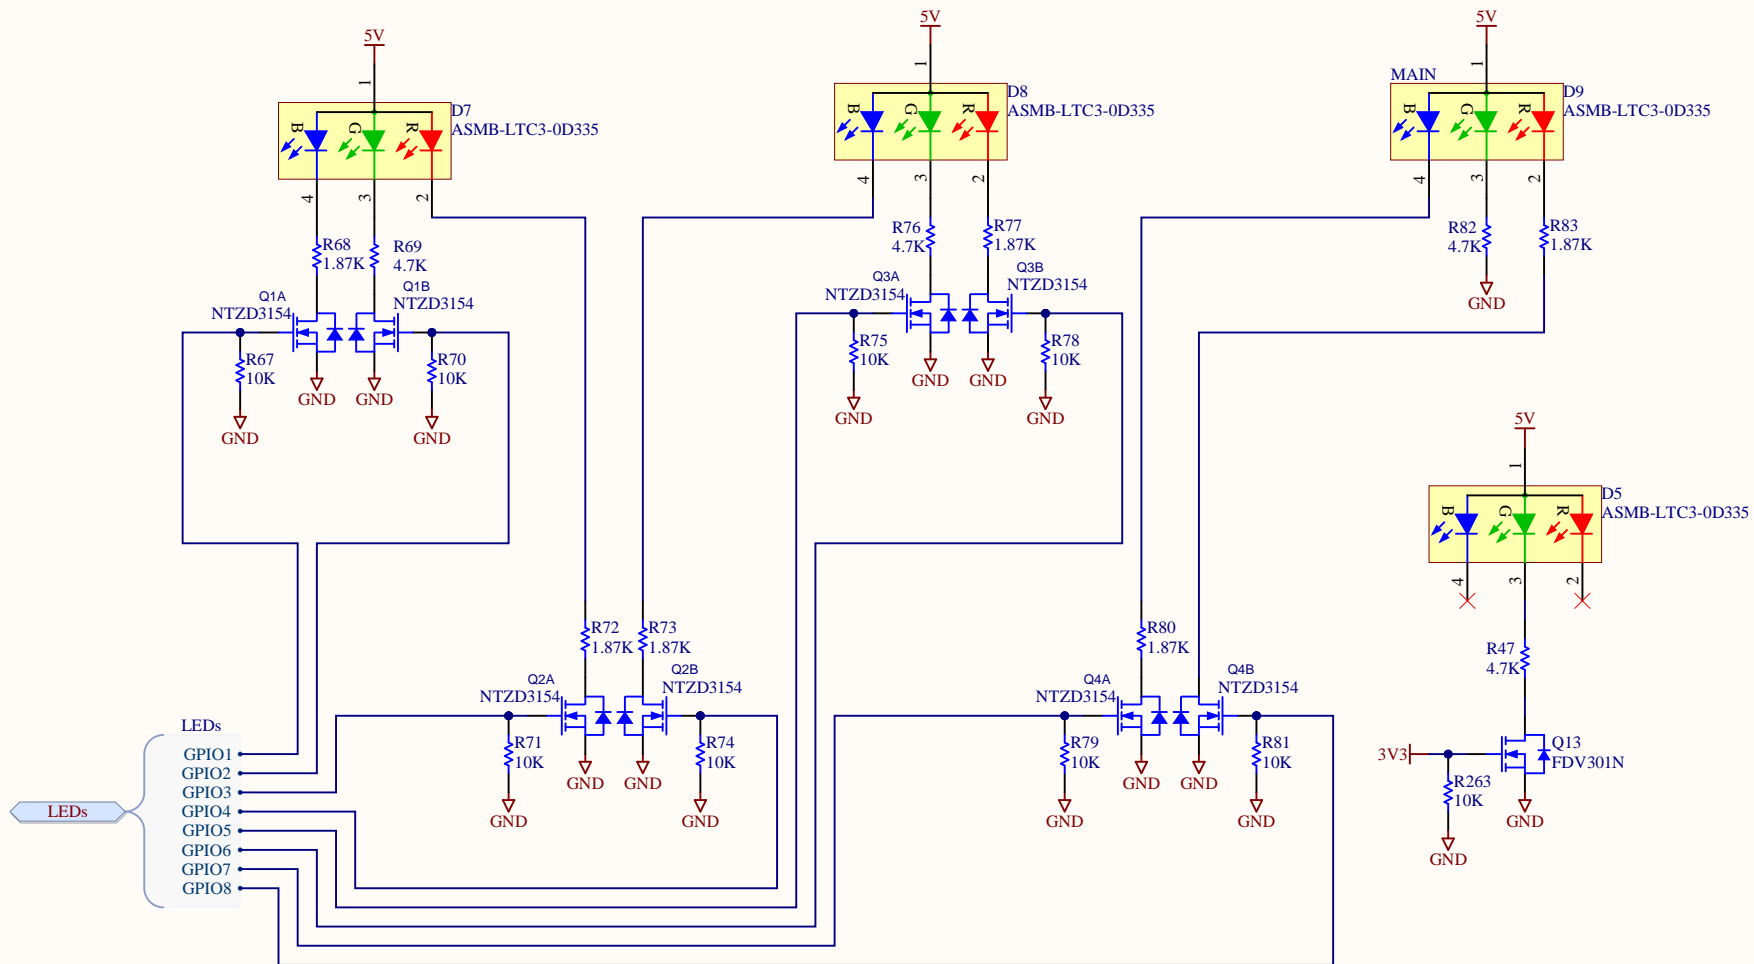 5V
1
D7
ASMB-LTC3-0D335
B
G
R
4
3
2
R68
1.87K
R69
4.7K
Q1A
NTZD3154
Q1B
NTZD3154
R67
10K
R70
10K
GND
GND
GND
GND
5V
1
D8
ASMB-LTC3-0D335
B
G
R
4
3
2
R76
4.7K
R77
1.87K
Q3A
NTZD3154
Q3B
NTZD3154
R75
10K
R78
10K
GND
GND
GND
GND
5V
1
MAIN
D9
ASMB-LTC3-0D335
B
G
R
4
3
2
R82
4.7K
R83
1.87K
GND
5V
1
D5
ASMB-LTC3-0D335
B
G
R
4
3
2
R47
4.7K
3V3
Q13
FDV301N
R263
10K
GND
GND
R72
1.87K
R73
1.87K
Q2A
NTZD3154
Q2B
NTZD3154
R71
10K
R74
10K
GND
GND
GND
GND
R80
1.87K
Q4A
NTZD3154
Q4B
NTZD3154
R79
10K
R81
10K
GND
GND
GND
GND
LEDs
LEDs
GPIO1
GPIO2
GPIO3
GPIO4
GPIO5
GPIO6
GPIO7
GPIO8